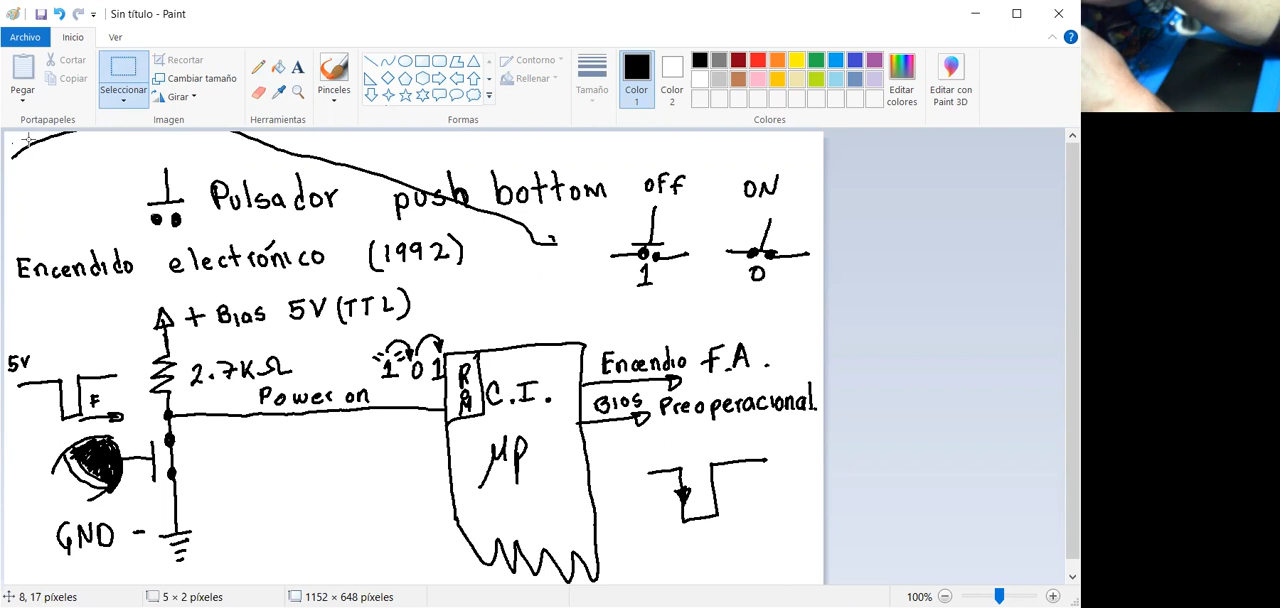 Sin título - Paint
Archivo Inicio Ver
Pegar
Cortar
Copiar
Portapapeles
Seleccionar
Recortar
Cambiar tamaño
Girar
Imagen
A
Herramientas
Pinceles
Contorno
Rellenar
Formas
Tamaño
Color 1
Color 2
Editar colores
Colores
Editar con Paint 3D
Pulsador push bottom OFF ON
Encendido electrónico (1992) 1 0
+ Bias 5V (TTL)
5V
2.7KΩ
1 0 1
F
Power on
RAM
C.I.
μP
Encendio F.A.
BIOS Preoperacional.
GND -
8, 17 píxeles
5 × 2 píxeles
1152 × 648 píxeles
100%